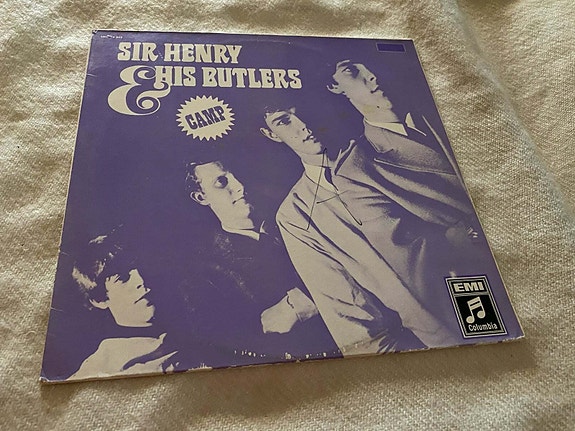 SIR HENRY
& HIS BUTLERS
CAMP
EMI
Columbia